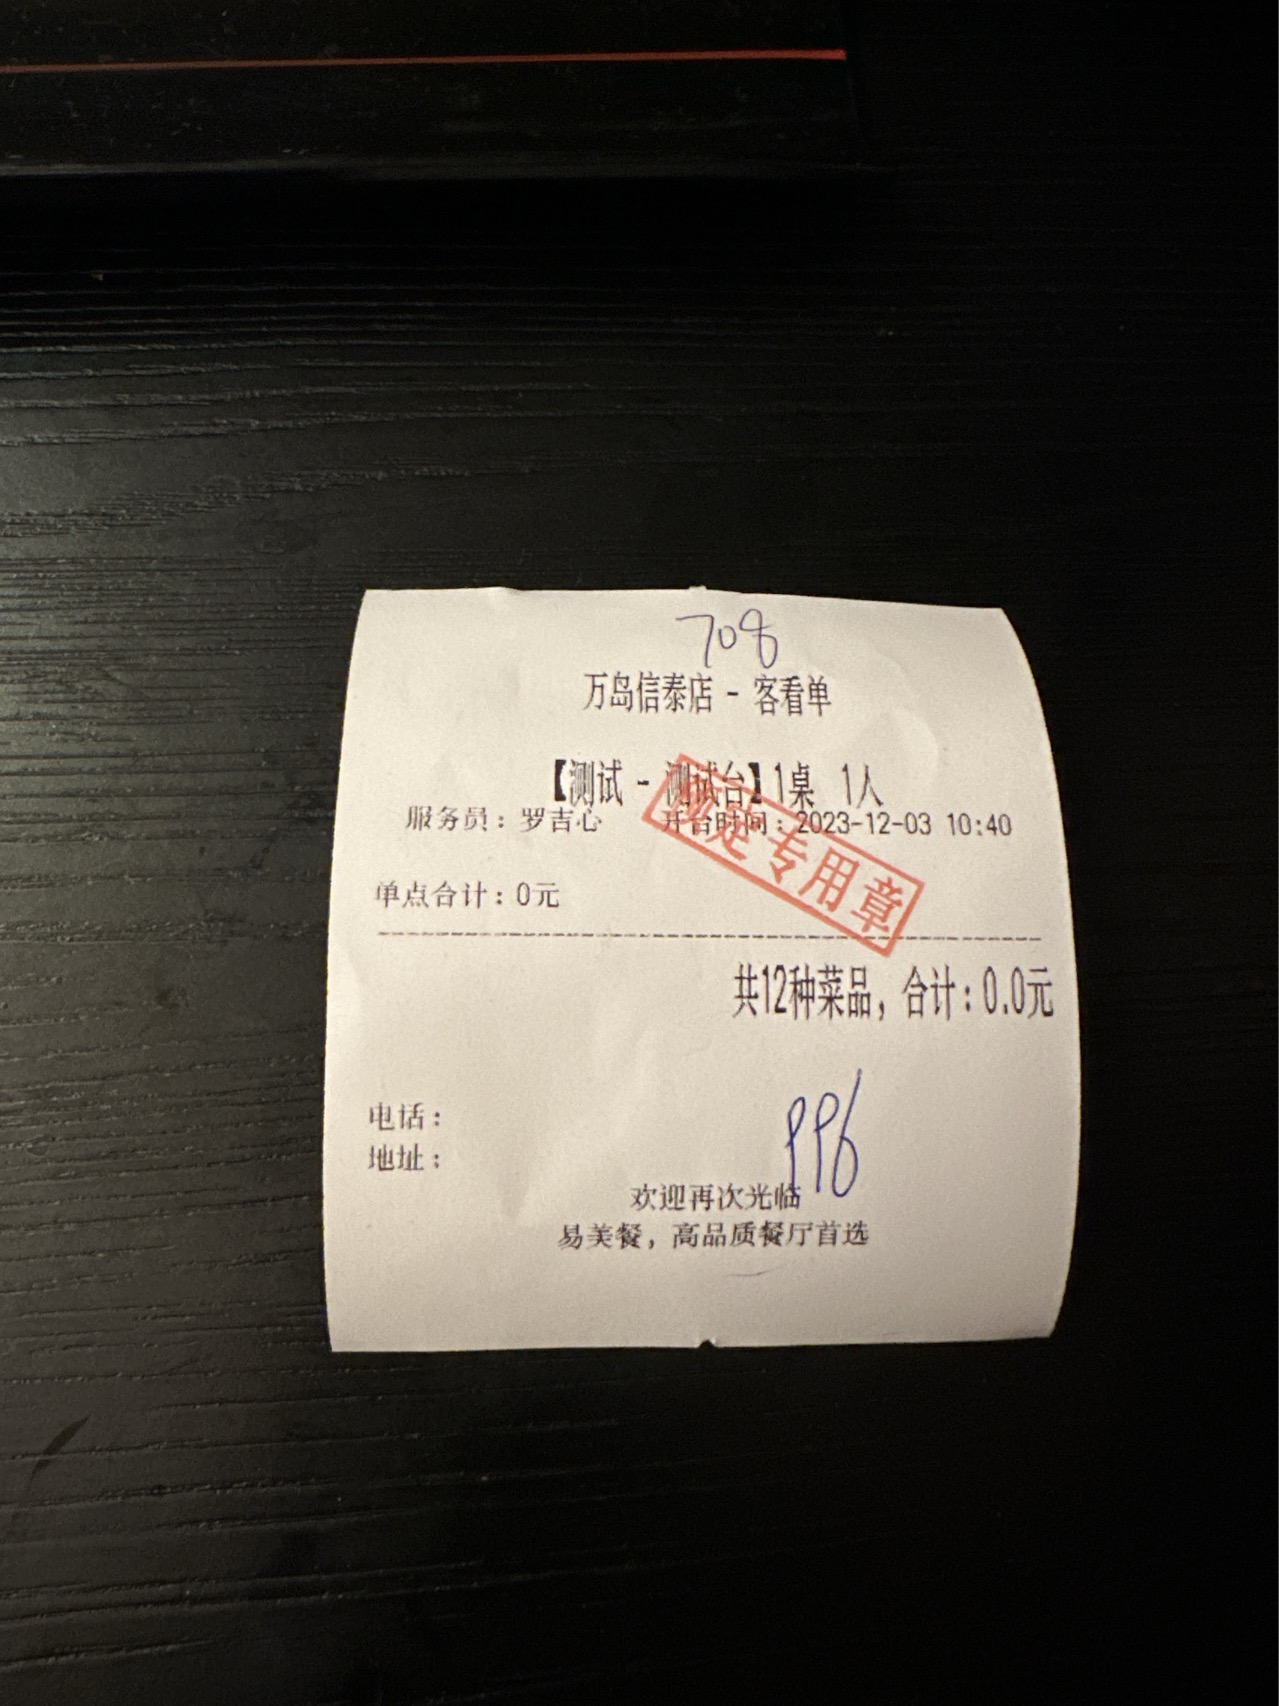 708
万岛信泰店 - 客看单
【测试 - 测试台】1桌 1人
服务员：罗吉心 开台时间：2023-12-03 10:40
预定专用章
单点合计：0元
共12种菜品，合计：0.0元
电话：
地址：
996
欢迎再次光临
易美餐，高品质餐厅首选